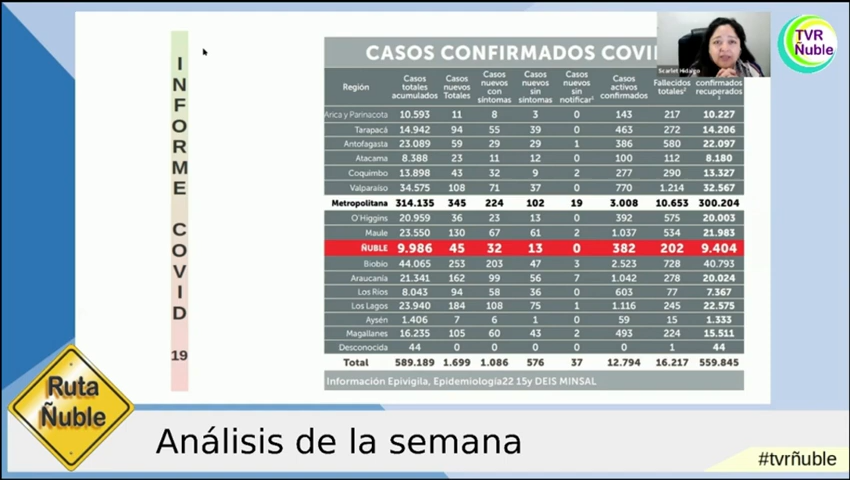 INFORME COVID 19
CASOS CONFIRMADOS COVI
Scarlet Hidalgo
TVR
Ñuble
Región Casos totales acumulados Casos nuevos Totales Casos nuevos con síntomas Casos nuevos sin síntomas Casos nuevos sin notificar¹ Casos activos confirmados Fallecidos totales² confirmados recuperados
Arica y Parinacota 10.593 11 8 3 0 143 217 10.227
Tarapacá 14.942 94 55 39 0 463 272 14.206
Antofagasta 23.089 59 29 29 1 386 580 22.097
Atacama 8.388 23 11 12 0 100 112 8.180
Coquimbo 13.898 43 32 9 2 277 290 13.327
Valparaíso 34.575 108 71 37 0 770 1.214 32.567
Metropolitana 314.135 345 224 102 19 3.008 10.653 300.204
O'Higgins 20.959 36 23 13 0 392 575 20.003
Maule 23.550 130 67 61 2 1.037 534 21.983
ÑUBLE 9.986 45 32 13 0 382 202 9.404
Biobío 44.065 253 203 47 3 2.523 728 40.793
Araucanía 21.341 162 99 56 7 1.042 278 20.024
Los Ríos 8.043 94 58 36 0 603 77 7.367
Los Lagos 23.940 184 108 75 1 1.116 245 22.575
Aysén 1.406 7 6 1 0 59 15 1.333
Magallanes 16.235 105 60 43 2 493 224 15.511
Desconocida 44 0 0 0 0 0 1 44
Total 589.189 1.699 1.086 576 37 12.794 16.217 559.845
Información Epivigila, Epidemiología22 15y DEIS MINSAL
Ruta
Ñuble
Análisis de la semana
#tvrñuble